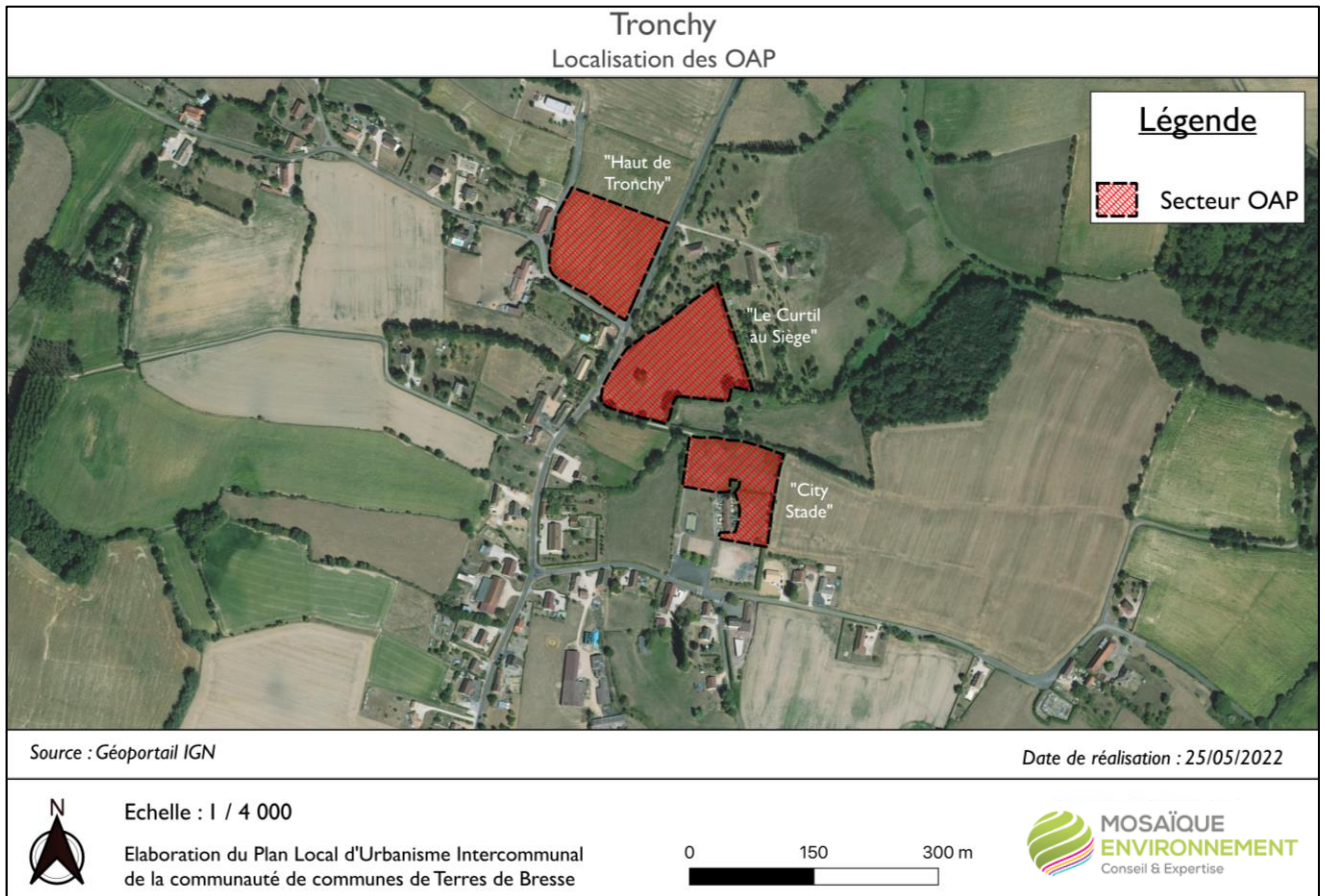 Tronchy
Localisation des OAP
Légende
Secteur OAP
"Haut de
Tronchy"
"Le Curtil
au Siège"
"City
Stade"
Source : Géoportail IGN
Date de réalisation : 25/05/2022
N
Echelle : 1 / 4 000
Elaboration du Plan Local d'Urbanisme Intercommunal
de la communauté de communes de Terres de Bresse
0 150 300 m
MOSAÏQUE
ENVIRONNEMENT
Conseil & Expertise